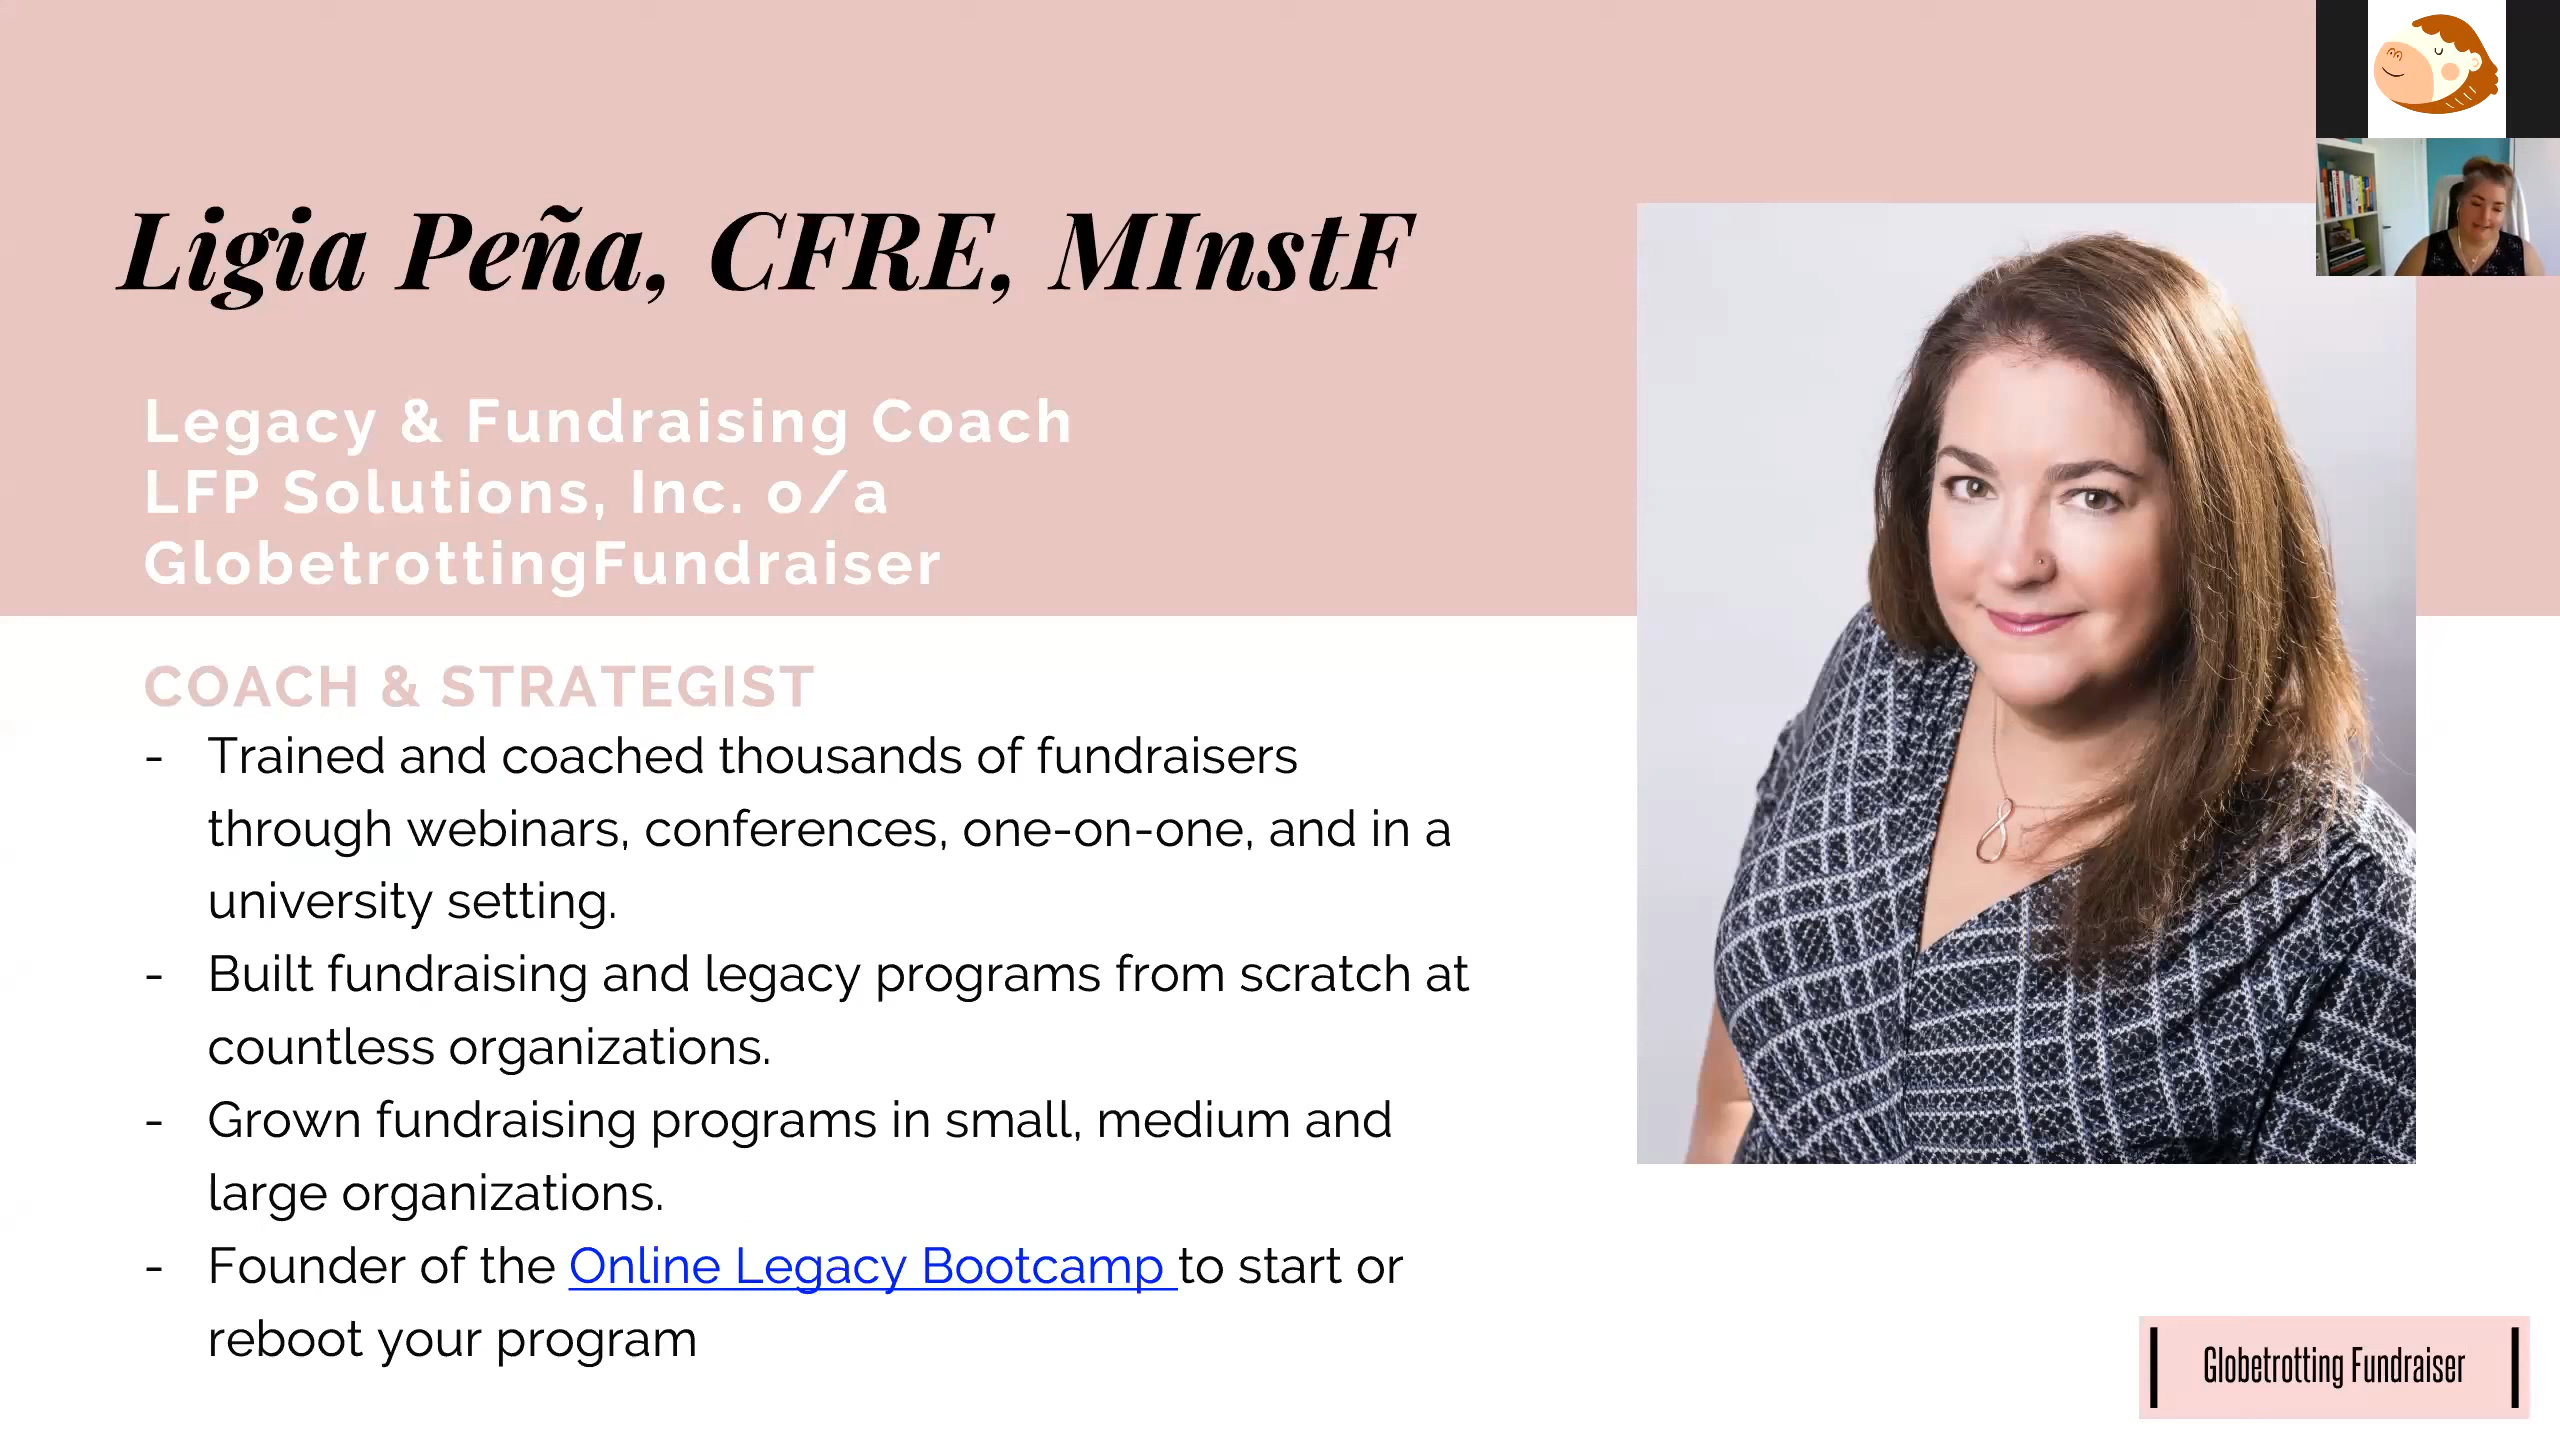 Ligia Peña, CFRE, MInstF
Legacy & Fundraising Coach
LFP Solutions, Inc. o/a
GlobetrottingFundraiser
COACH & STRATEGIST
- Trained and coached thousands of fundraisers
through webinars, conferences, one-on-one, and in a
university setting.
- Built fundraising and legacy programs from scratch at
countless organizations.
- Grown fundraising programs in small, medium and
large organizations.
- Founder of the Online Legacy Bootcamp to start or
reboot your program
Globetrotting Fundraiser